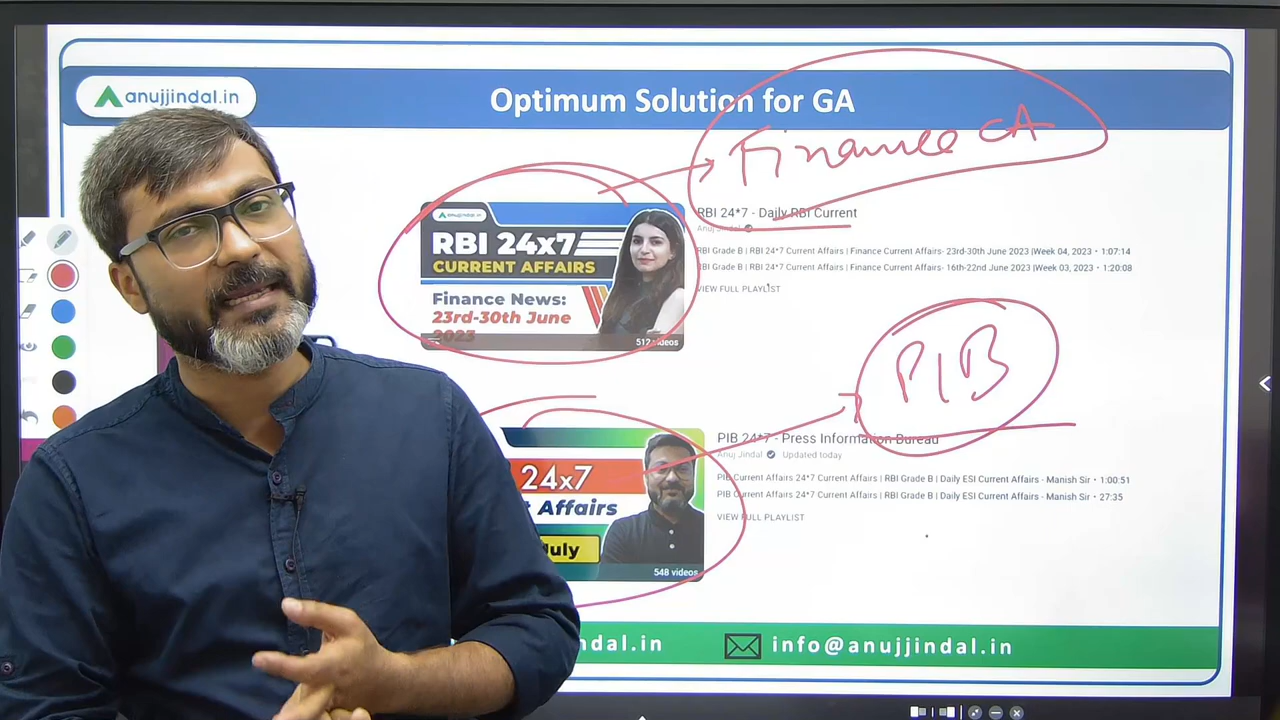 anujjindal.in
Optimum Solution for GA
Finance CA
anujjindal.in
RBI 24x7
CURRENT AFFAIRS
Finance News:
23rd-30th June
2023
512 videos
RBI 24*7 - Daily RBI Current
Anuj Jindal
RBI Grade B | RBI 24*7 Current Affairs | Finance Current Affairs- 23rd-30th June 2023 |Week 04, 2023 • 1:07:14
RBI Grade B | RBI 24*7 Current Affairs | Finance Current Affairs- 16th-22nd June 2023 |Week 03, 2023 • 1:20:08
VIEW FULL PLAYLIST
PIB
24x7
t Affairs
July
548 videos
PIB 24*7 - Press Information Bureau
Anuj Jindal Updated today
PIB Current Affairs 24*7 Current Affairs | RBI Grade B | Daily ESI Current Affairs - Manish Sir • 1:00:51
PIB Current Affairs 24*7 Current Affairs | RBI Grade B | Daily ESI Current Affairs - Manish Sir • 27:35
VIEW FULL PLAYLIST
ndal.in
info@anujjindal.in